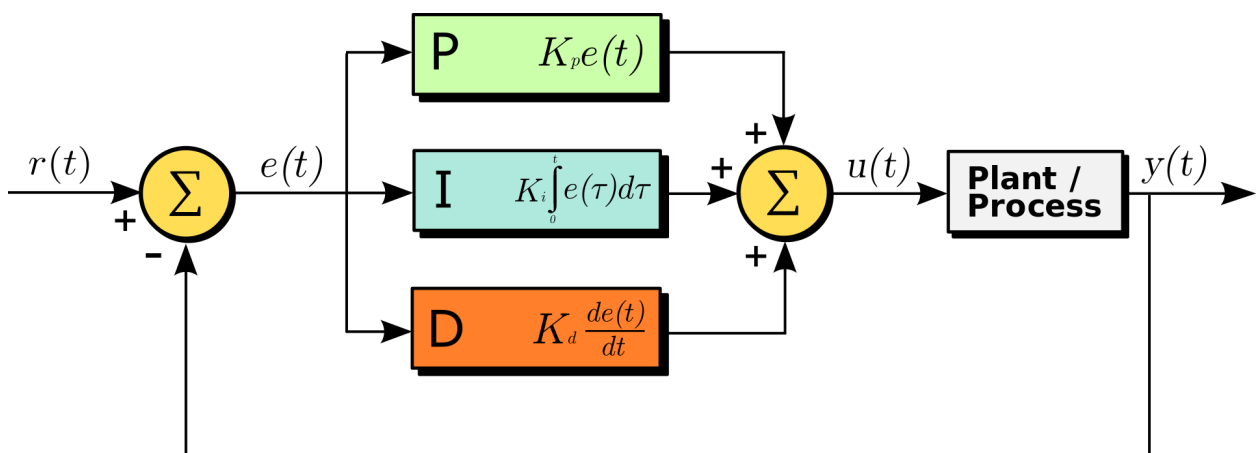 r(t)
+
-
Σ
e(t)
P K_p e(t)
I K_i ∫_0^t e(τ)dτ
D K_d de(t)/dt
+
+
+
Σ
u(t)
Plant /
Process
y(t)